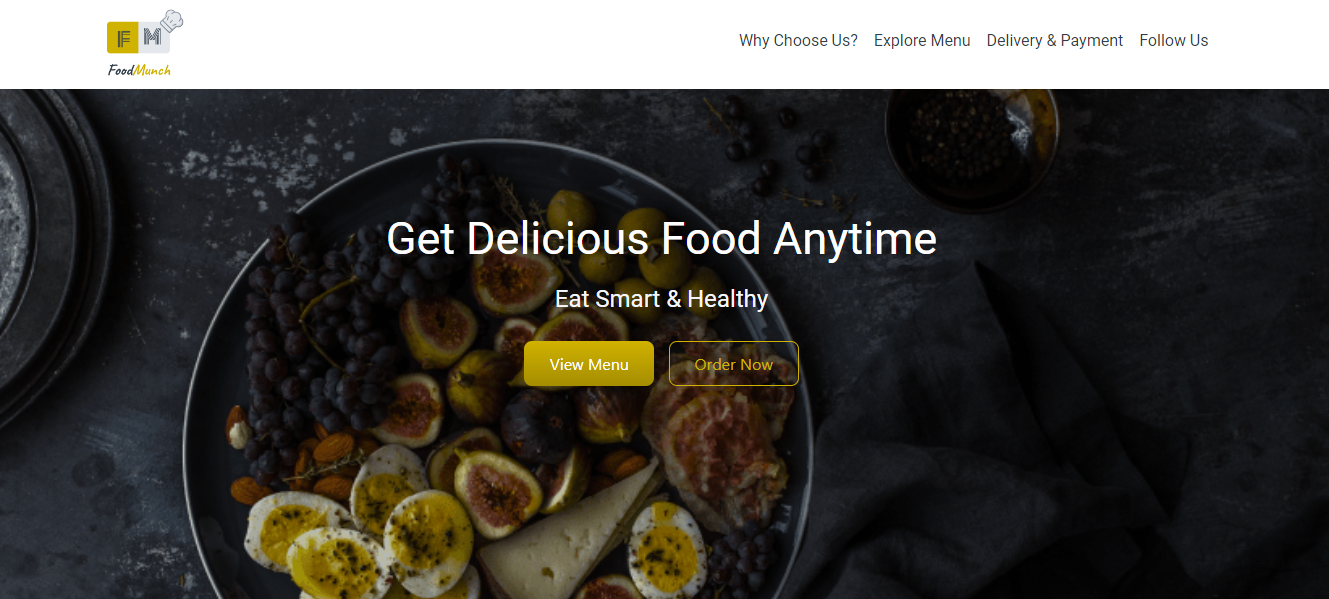 FM
FoodMunch
Why Choose Us? Explore Menu Delivery & Payment Follow Us
Get Delicious Food Anytime
Eat Smart & Healthy
View Menu Order Now